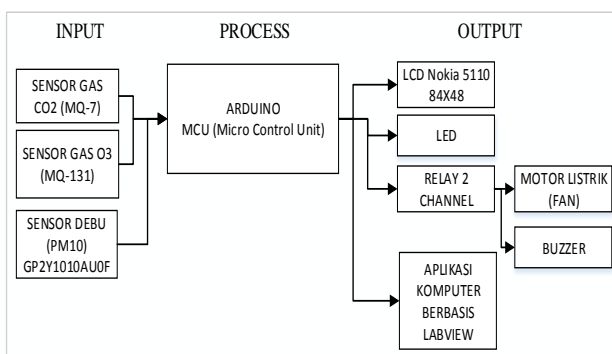 INPUT
PROCESS
OUTPUT
SENSOR GAS
CO2 (MQ-7)
SENSOR GAS O3
(MQ-131)
SENSOR DEBU
(PM10)
GP2Y1010AU0F
ARDUINO
MCU (Micro Control Unit)
LCD Nokia 5110
84X48
LED
RELAY 2
CHANNEL
MOTOR LISTRIK
(FAN)
BUZZER
APLIKASI
KOMPUTER
BERBASIS
LABVIEW